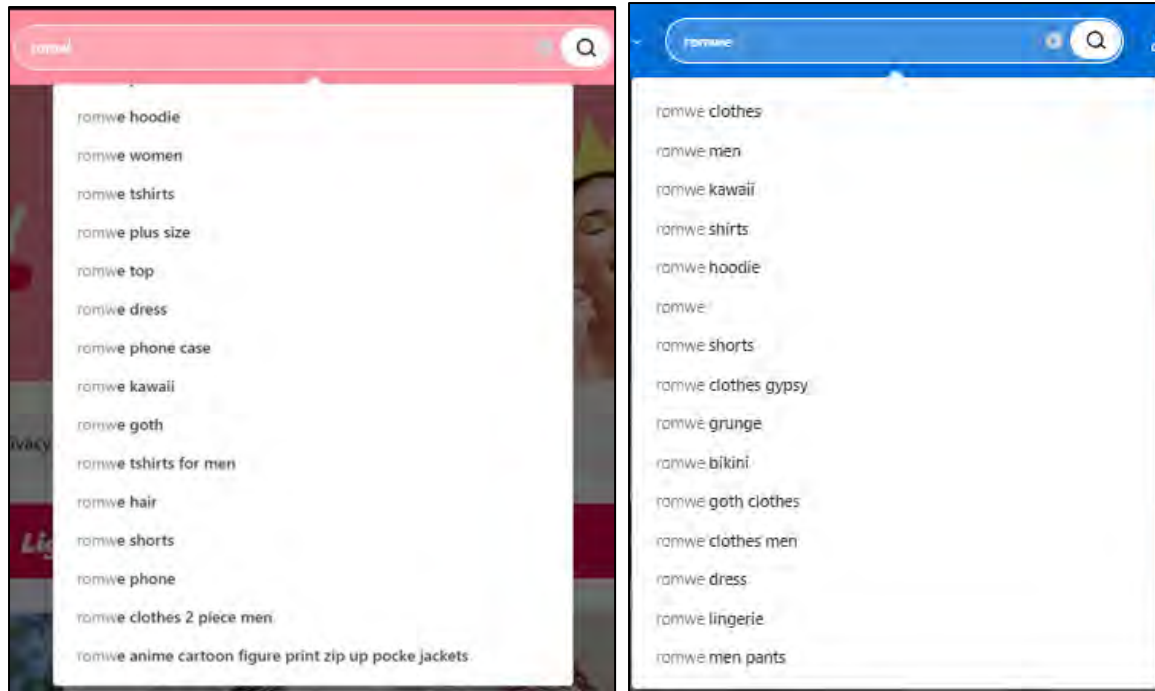 romwe hoodie
romwe women
romwe tshirts
romwe plus size
romwe top
romwe dress
romwe phone case
romwe kawaii
romwe goth
romwe tshirts for men
romwe hair
romwe shorts
romwe phone
romwe clothes 2 piece men
romwe anime cartoon figure print zip up pocke jackets
ivacy
Lig
romwe
romwe clothes
romwe men
romwe kawaii
romwe shirts
romwe hoodie
romwe
romwe shorts
romwe clothes gypsy
romwe grunge
romwe bikini
romwe goth clothes
romwe clothes men
romwe dress
romwe lingerie
romwe men pants